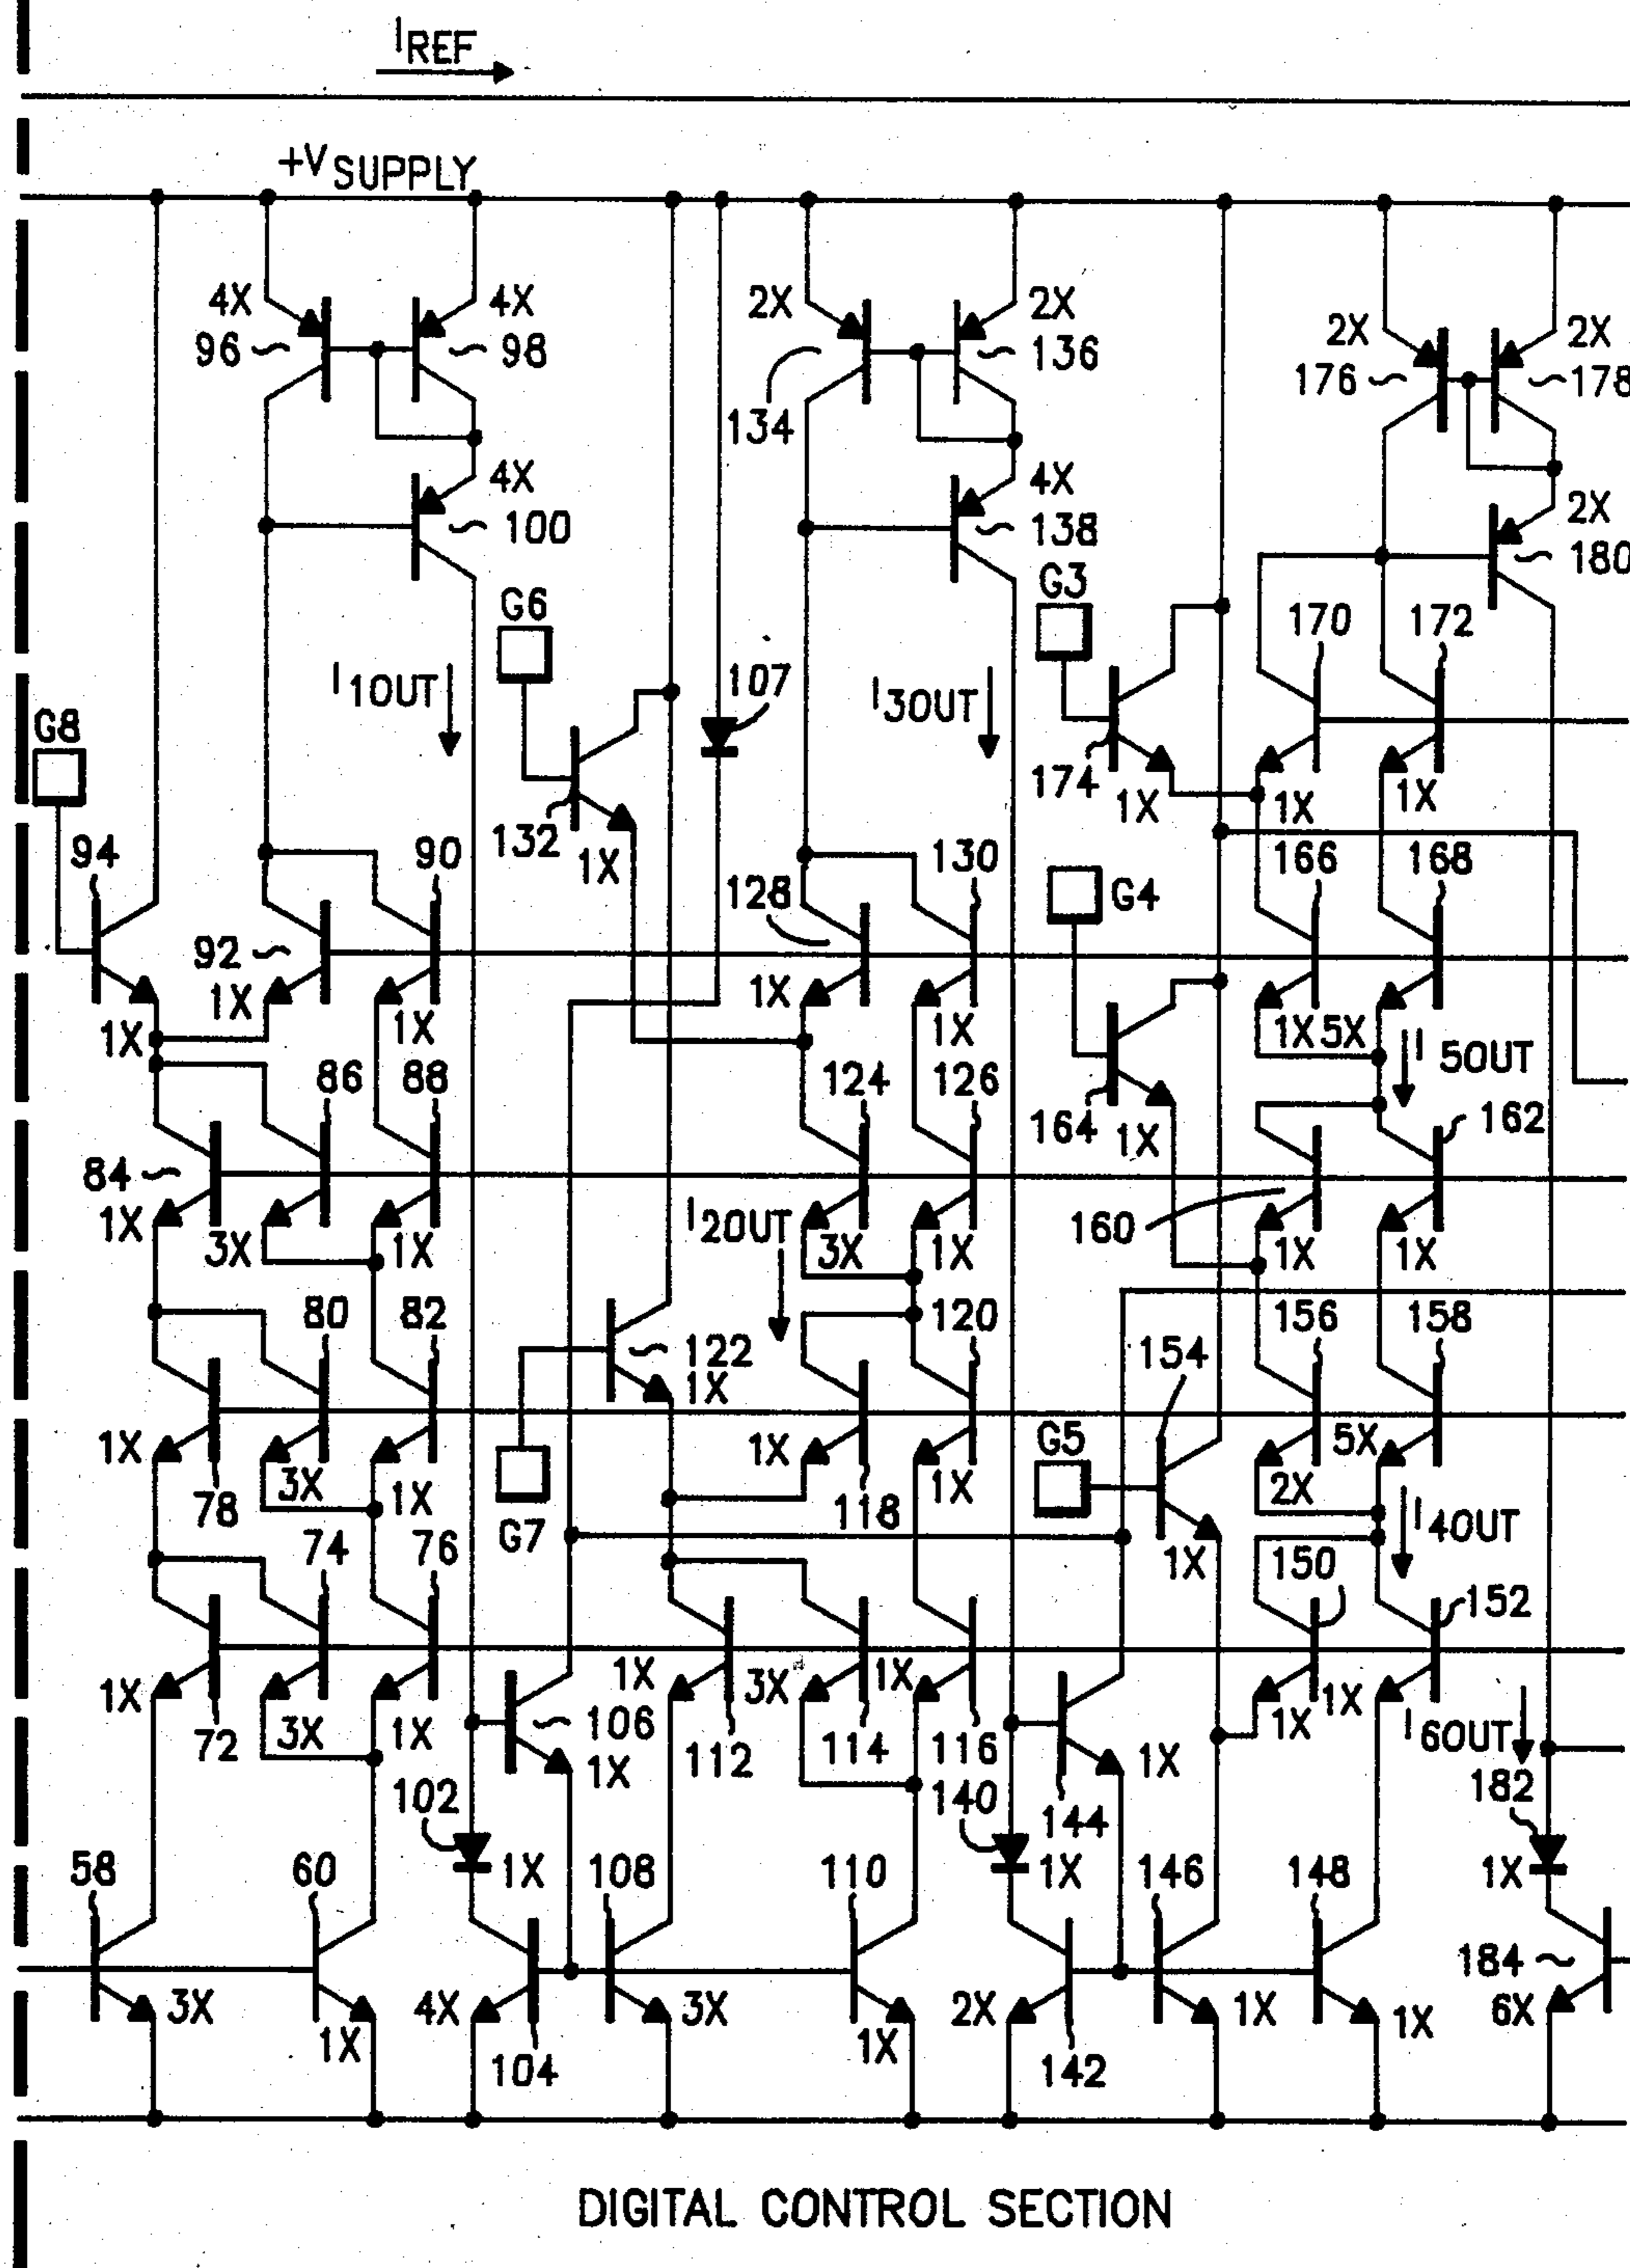 IREF
+VSUPPLY
4X 4X 2X 2X
96 98 136 2X 2X
134 176 178
4X 4X 2X
100 138 180
G6 G3
170 172
I1OUT 107 I3OUT
G8
174 1X 1X 1X
94 90 132 1X 130 166 168
128 G4
92
1X 1X 1X 1X 1X 1X 5X I5OUT
86 88 124 126
164 1X 162
84
1X 3X 1X I2OUT 3X 1X 160 1X 1X
80 82 120 156 158
122 154
1X
1X G5 5X
3X 1X 1X 1X 2X
78 G7 118 I4OUT
74 76 1X 150
152
1X 1X 3X 1X 1X 1X
72 3X 1X 106 112 114 116 I6OUT
1X 1X
102 140 144 182
58 60 1X 108 110 1X 146 148 1X
184
3X 1X 4X 3X 1X 2X 1X 1X 6X
104 142
DIGITAL CONTROL SECTION